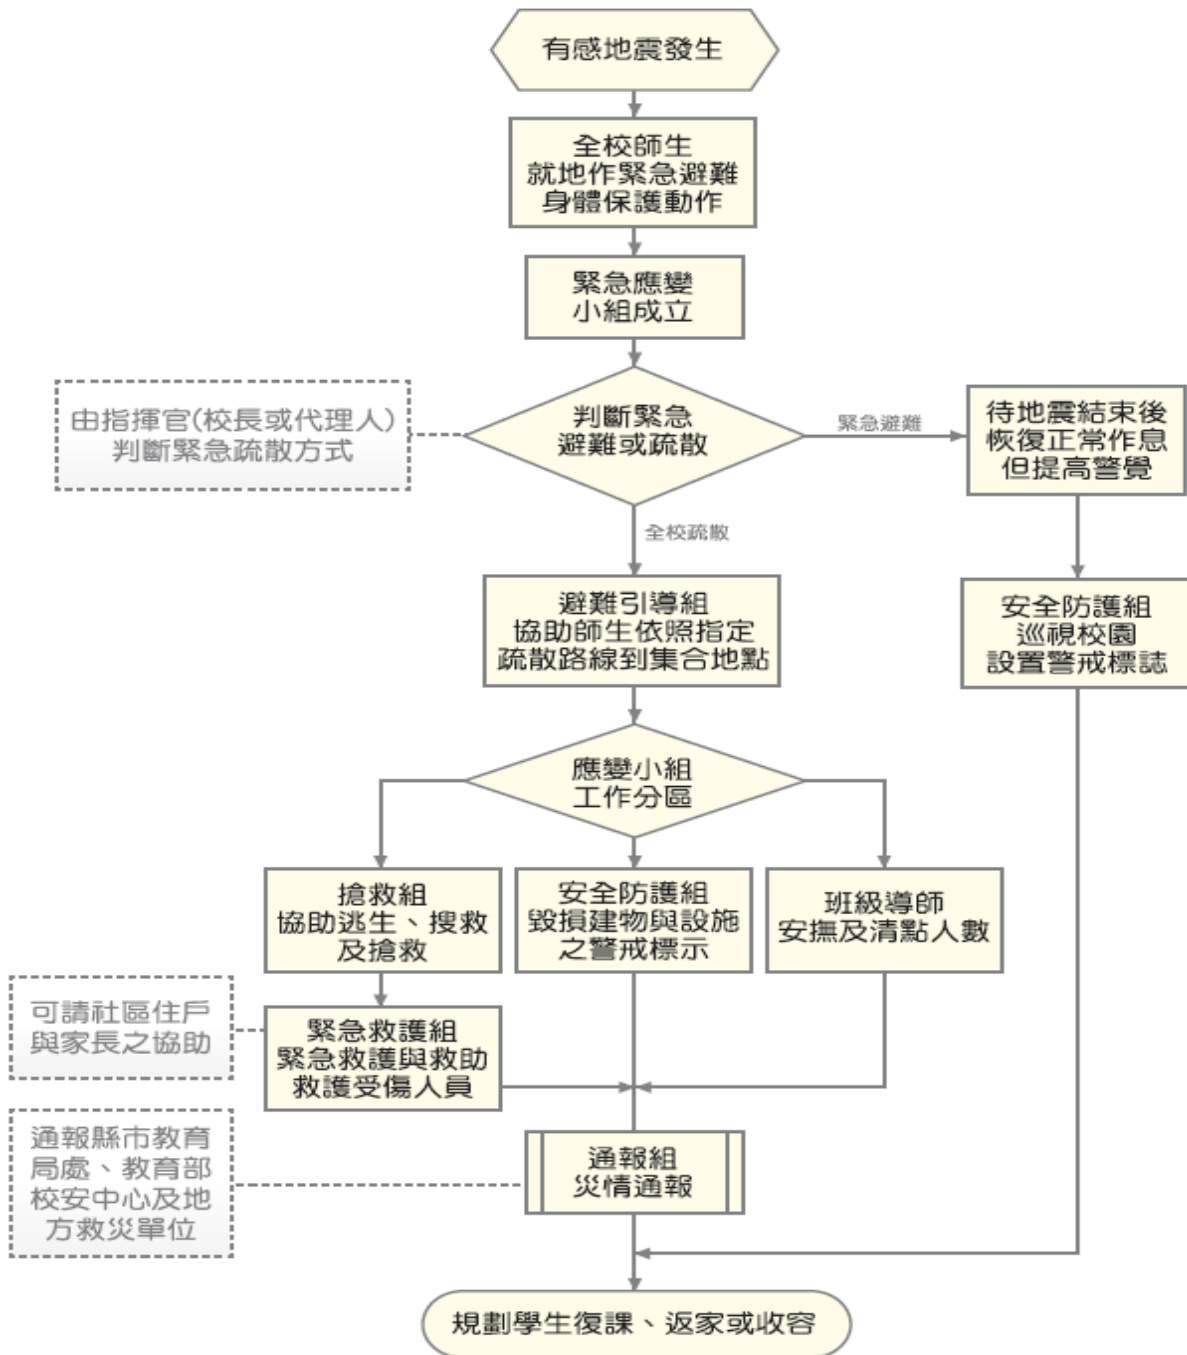 有感地震發生
全校師生
就地作緊急避難
身體保護動作
緊急應變
小組成立
由指揮官(校長或代理人)
判斷緊急疏散方式
判斷緊急
避難或疏散
緊急避難
待地震結束後
恢復正常作息
但提高警覺
全校疏散
避難引導組
協助師生依照指定
疏散路線到集合地點
安全防護組
巡視校園
設置警戒標誌
應變小組
工作分區
搶救組
協助逃生、搜救
及搶救
安全防護組
毀損建物與設施
之警戒標示
班級導師
安撫及清點人數
可請社區住戶
與家長之協助
緊急救護組
緊急救護與救助
救護受傷人員
通報縣市教育
局處、教育部
校安中心及地
方救災單位
通報組
災情通報
規劃學生復課、返家或收容